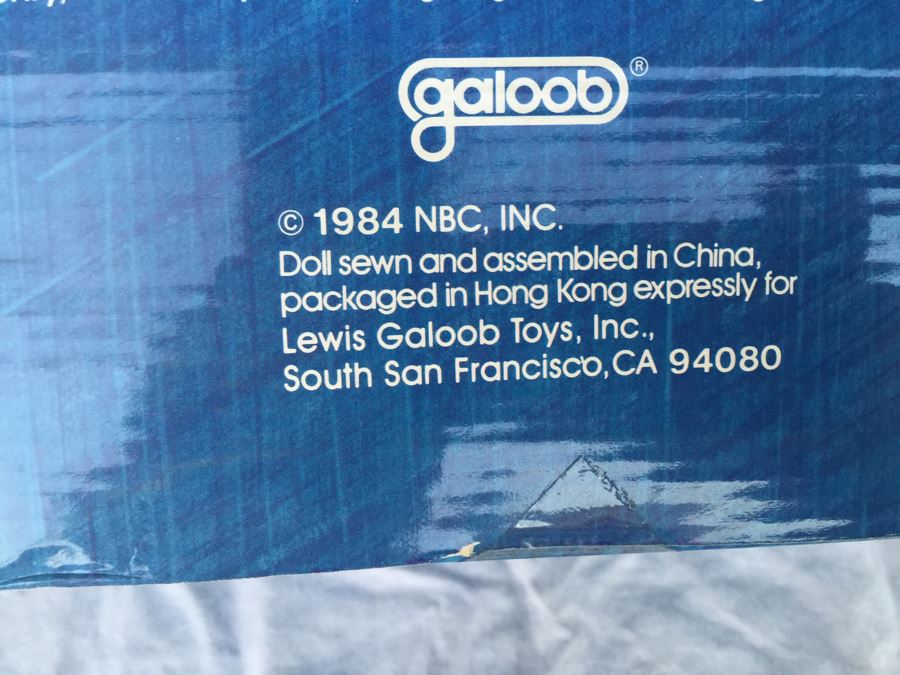 galoob®
© 1984 NBC, INC.
Doll sewn and assembled in China,
packaged in Hong Kong expressly for
Lewis Galoob Toys, Inc.,
South San Francisco, CA 94080